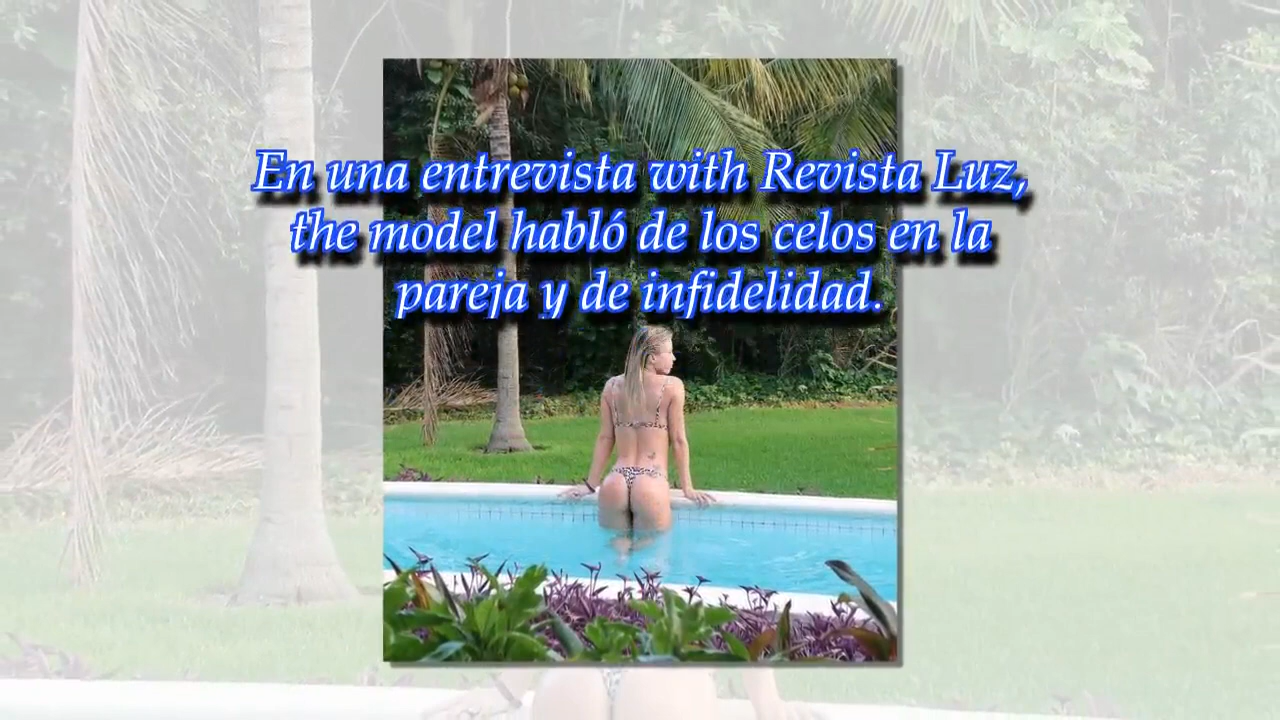 En una entrevista with Revista Luz,
the model habló de los celos en la
pareja y de infidelidad.